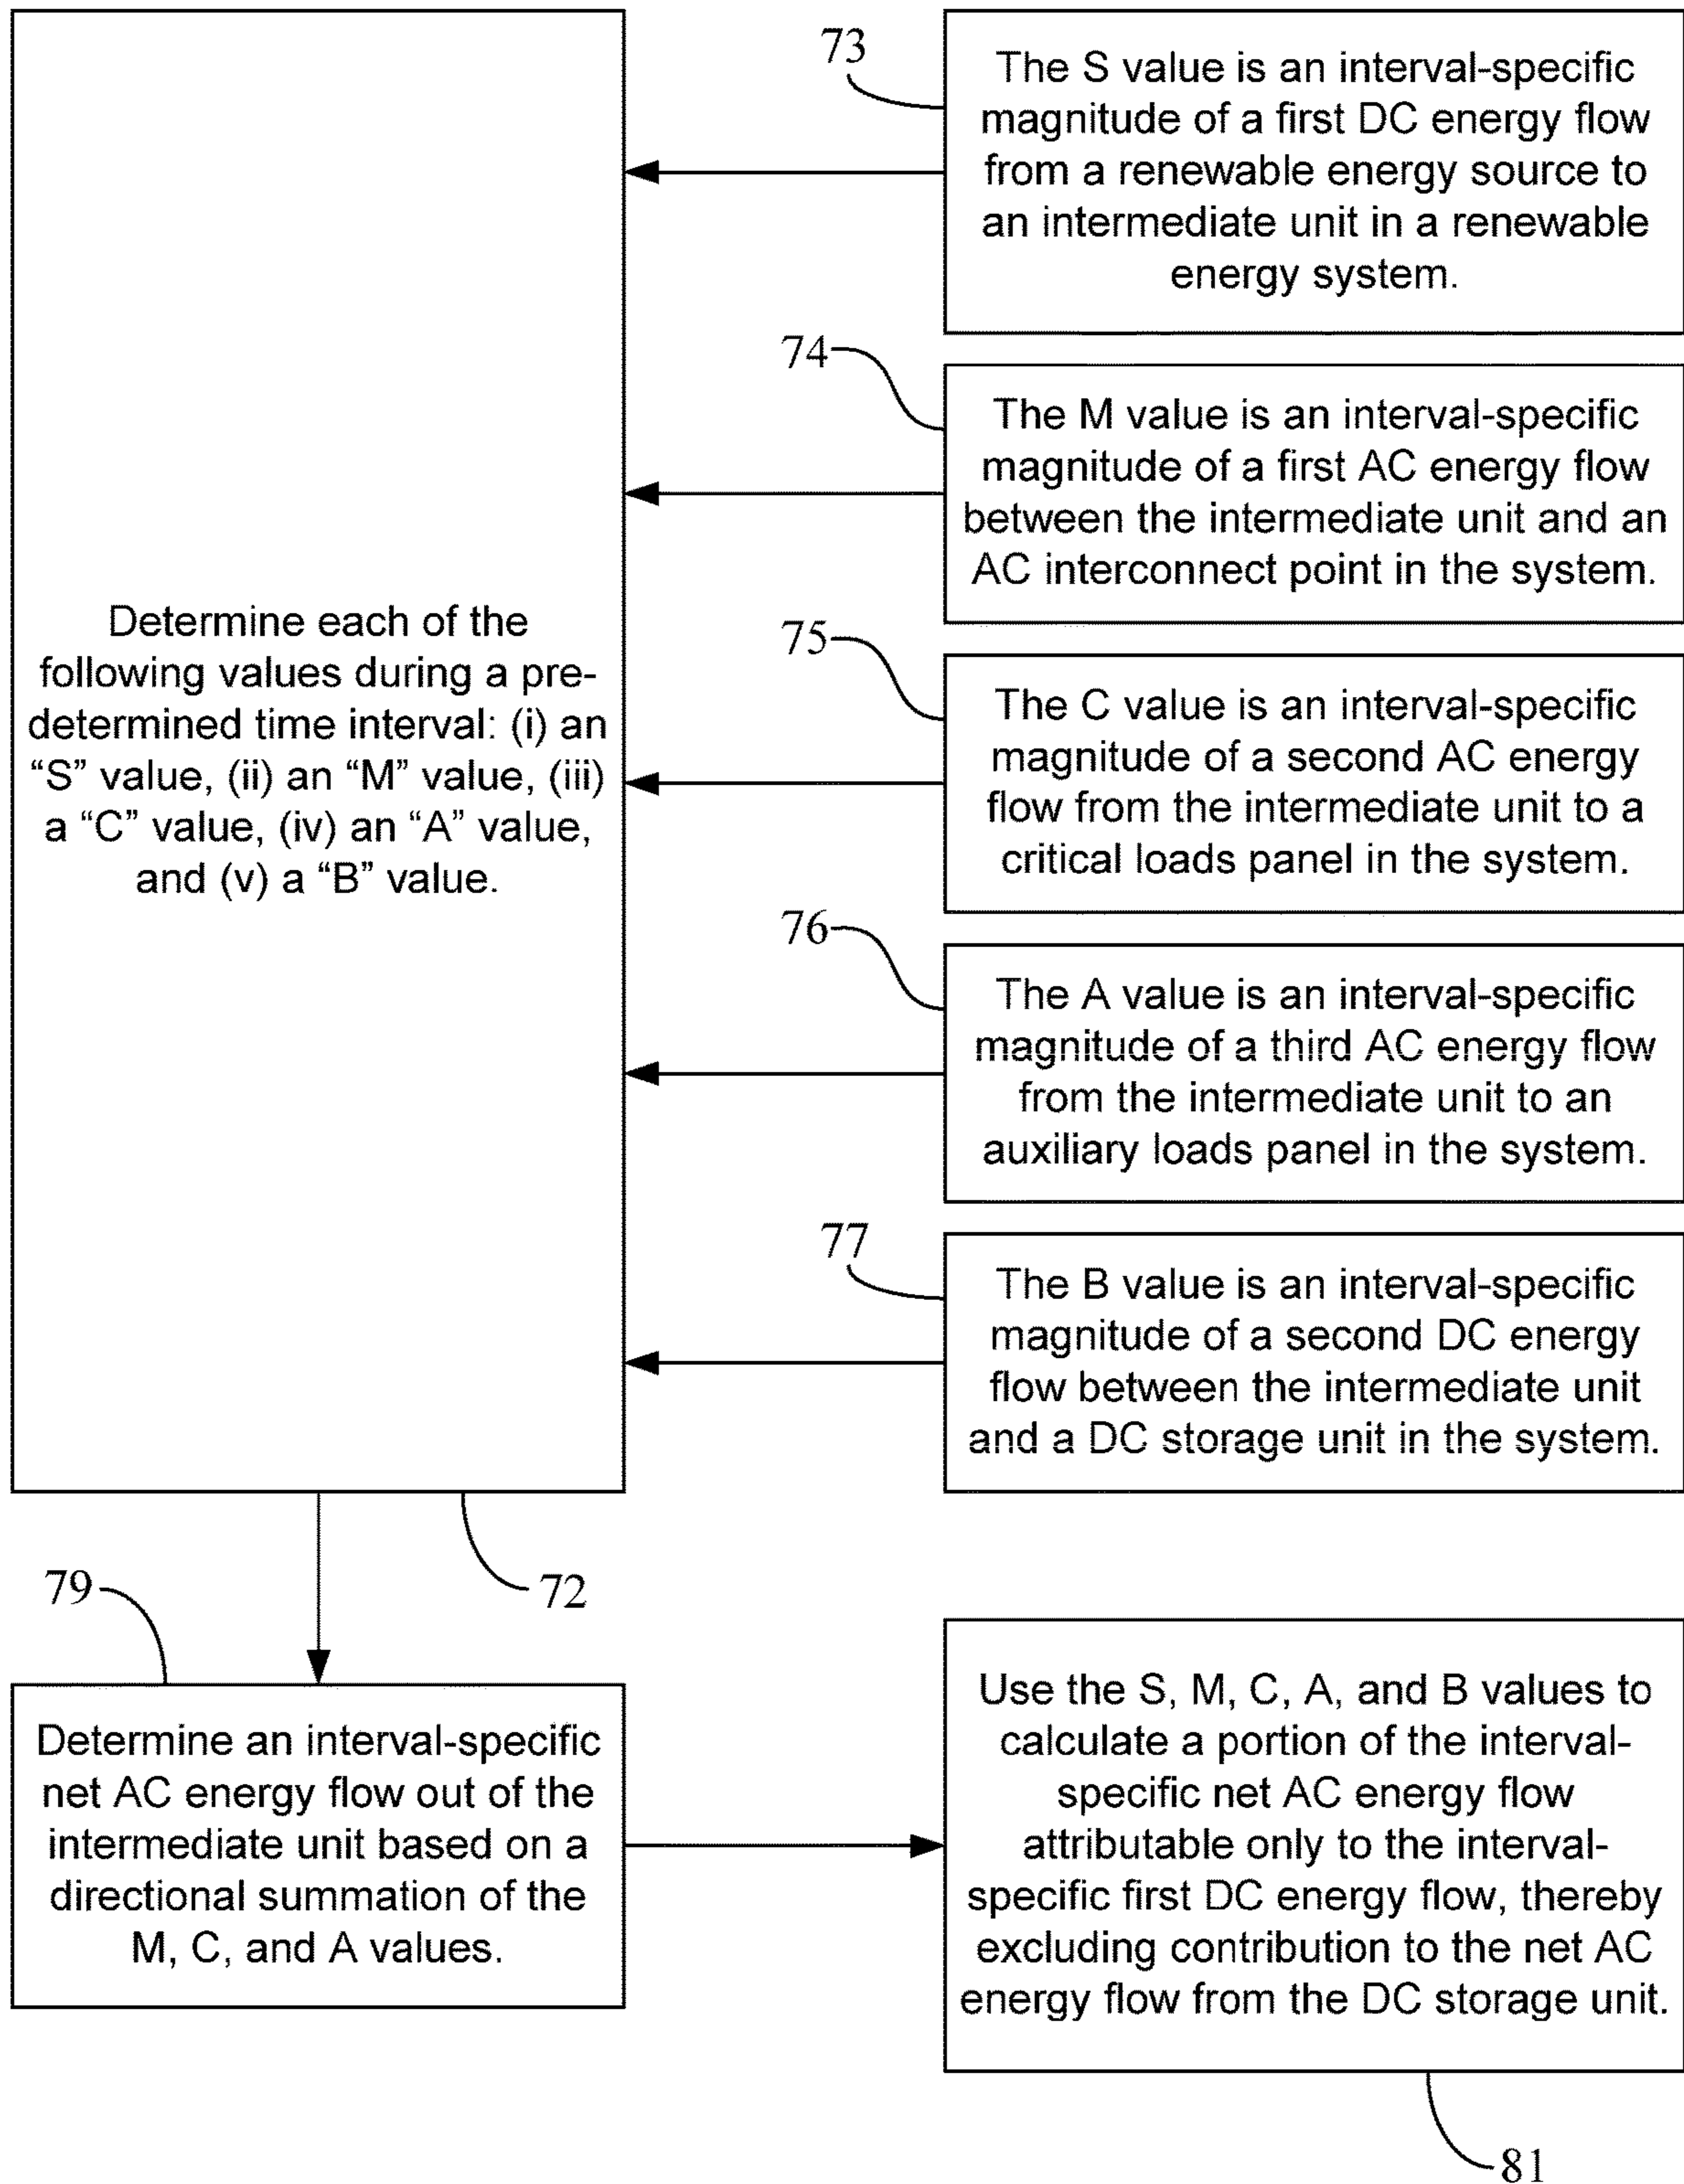 73
The S value is an interval-specific
magnitude of a first DC energy flow
from a renewable energy source to
an intermediate unit in a renewable
energy system.
74
The M value is an interval-specific
magnitude of a first AC energy flow
between the intermediate unit and an
AC interconnect point in the system.
Determine each of the
following values during a pre-
determined time interval: (i) an
“S” value, (ii) an “M” value, (iii)
a “C” value, (iv) an “A” value,
and (v) a “B” value.
75
The C value is an interval-specific
magnitude of a second AC energy
flow from the intermediate unit to a
critical loads panel in the system.
76
The A value is an interval-specific
magnitude of a third AC energy flow
from the intermediate unit to an
auxiliary loads panel in the system.
77
The B value is an interval-specific
magnitude of a second DC energy
flow between the intermediate unit
and a DC storage unit in the system.
72
79
Determine an interval-specific
net AC energy flow out of the
intermediate unit based on a
directional summation of the
M, C, and A values.
Use the S, M, C, A, and B values to
calculate a portion of the interval-
specific net AC energy flow
attributable only to the interval-
specific first DC energy flow, thereby
excluding contribution to the net AC
energy flow from the DC storage unit.
81